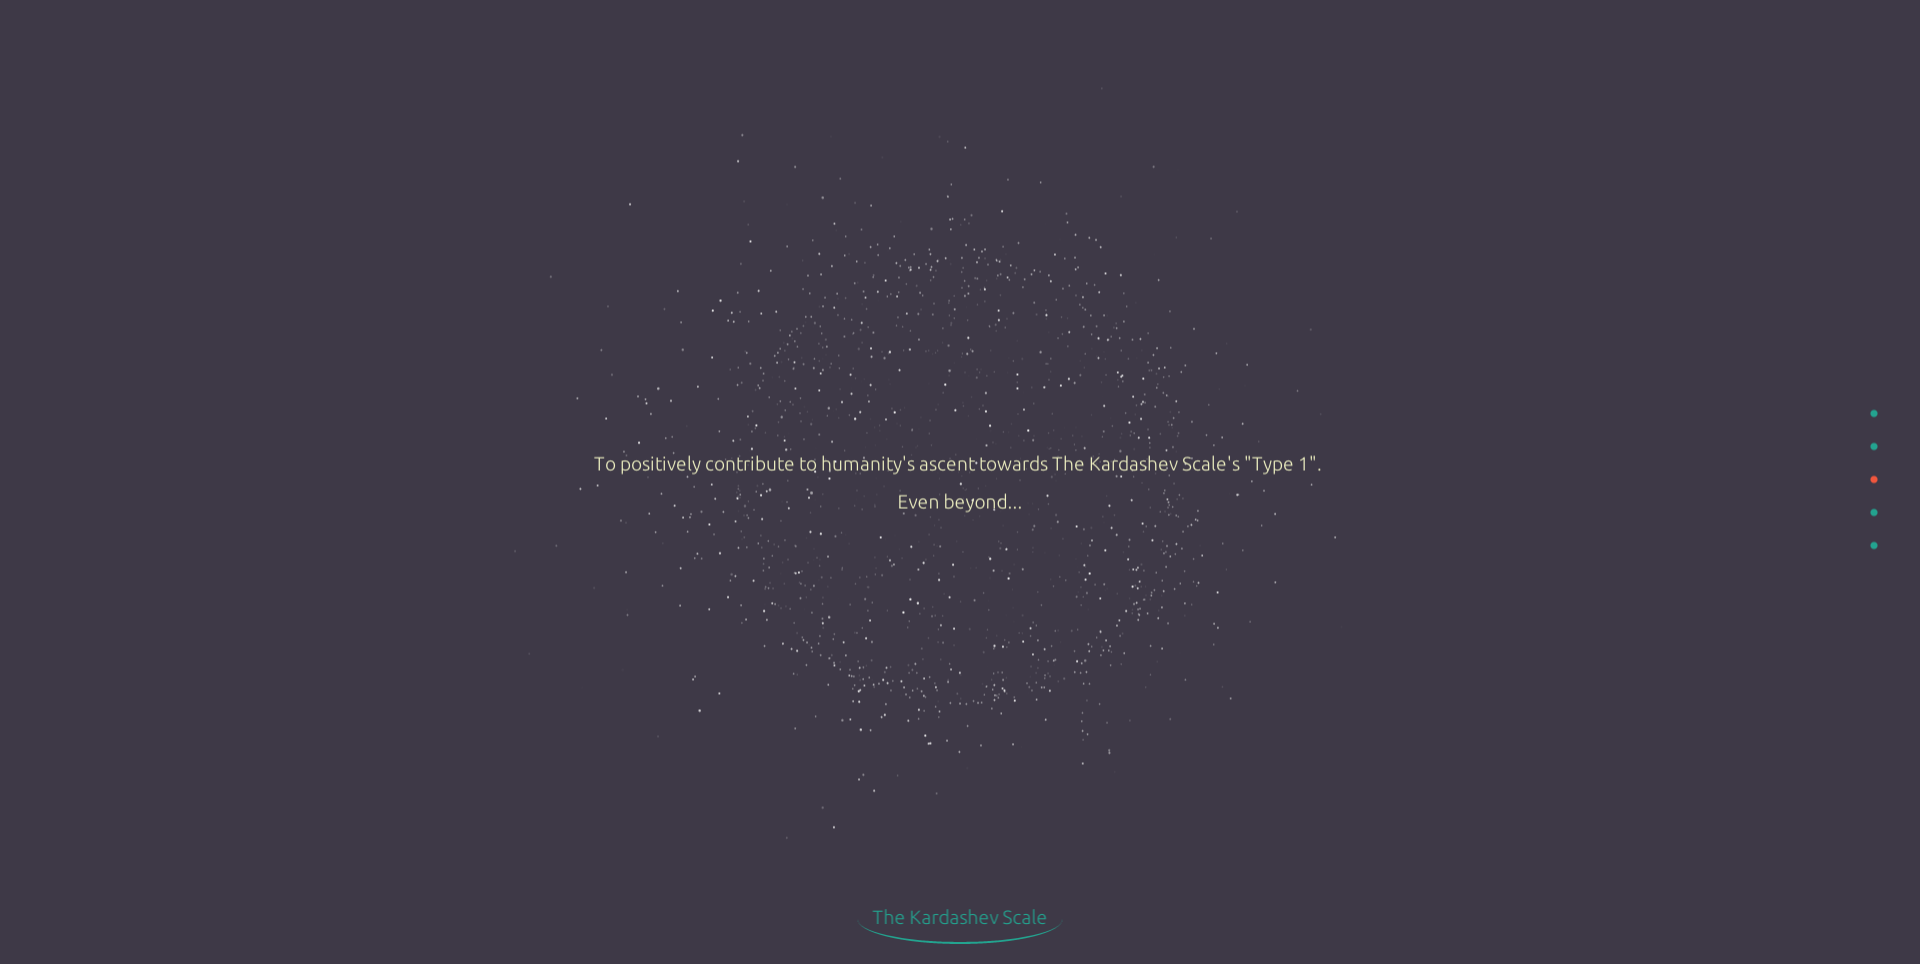 To positively contribute to humanity's ascent towards The Kardashev Scale's "Type 1".
Even beyond...
The Kardashev Scale